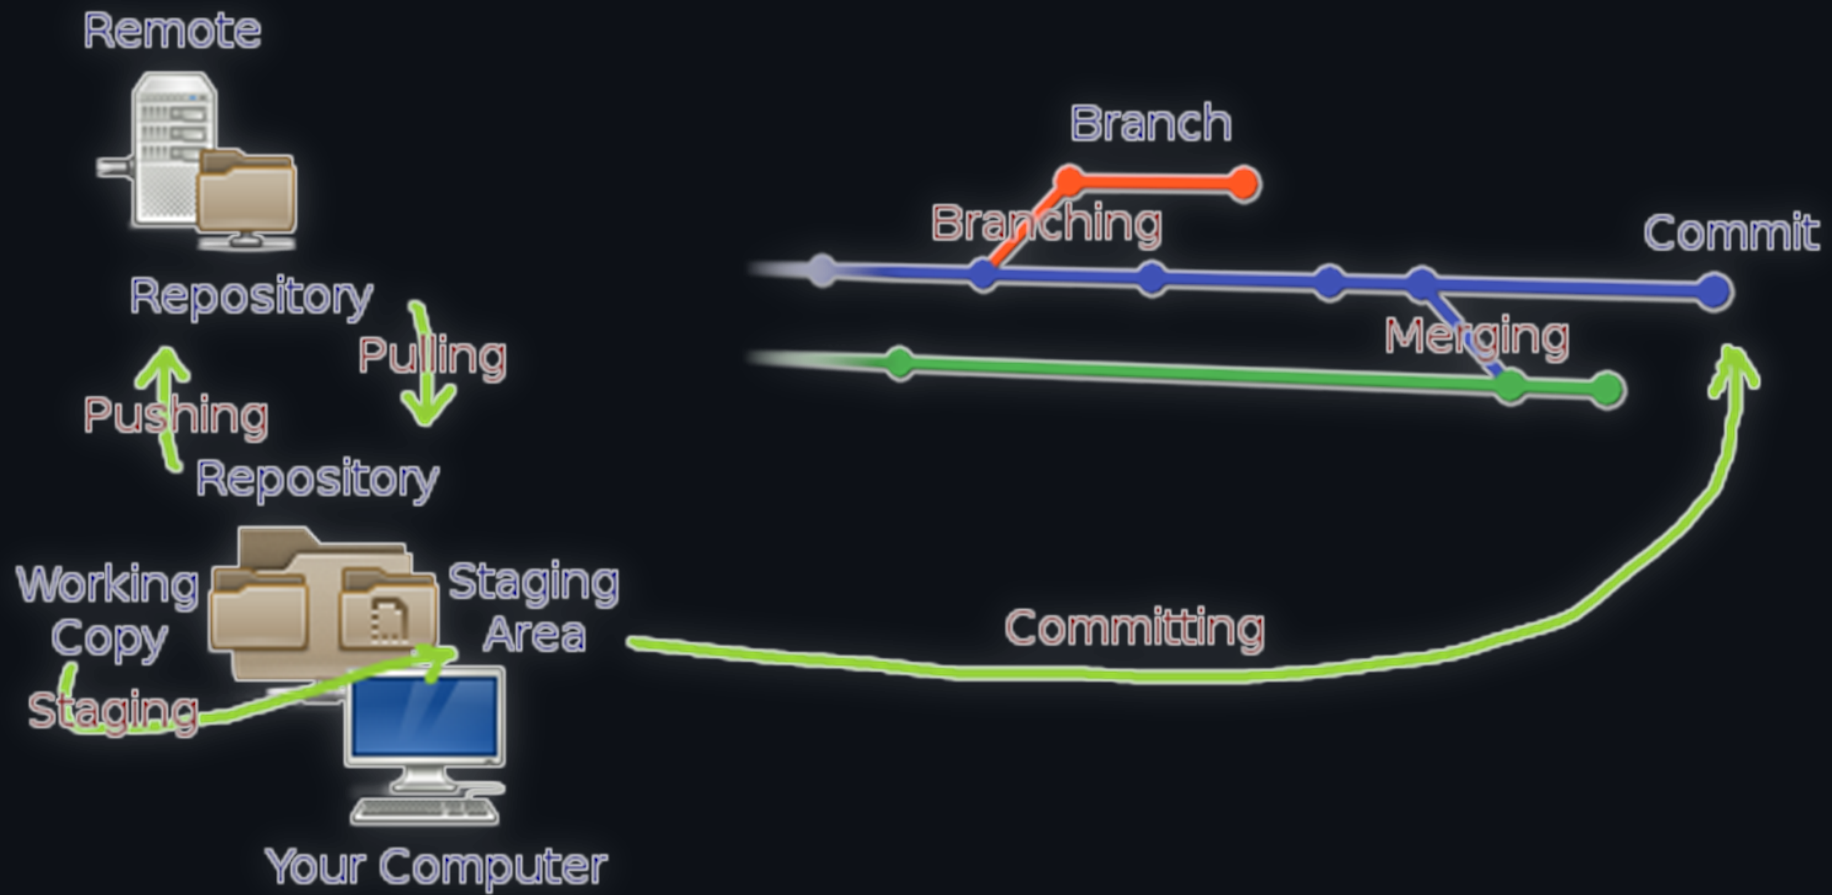 Remote
Repository
Pulling
Pushing
Repository
Working
Copy
Staging
Area
Staging
Your Computer
Branch
Branching
Commit
Merging
Committing